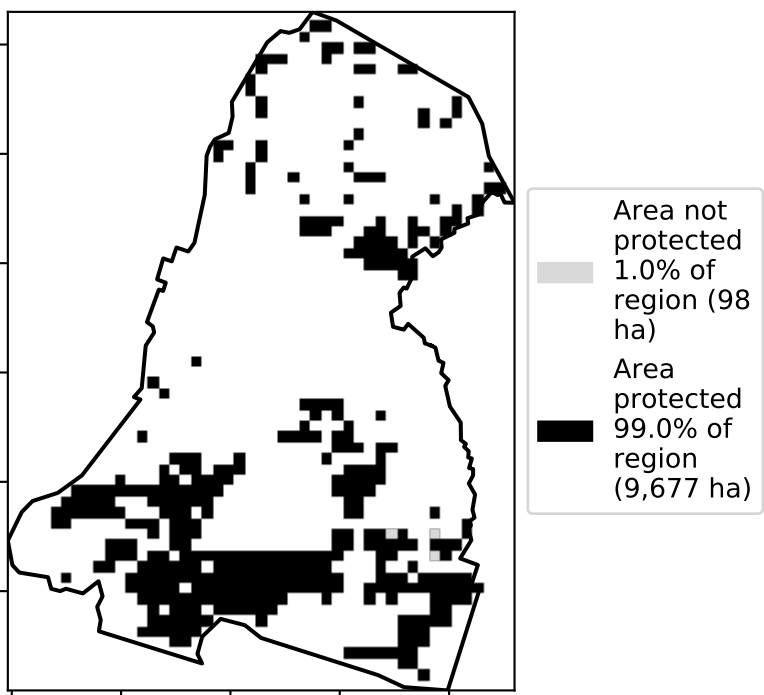 Area not
protected
1.0% of
region (98
ha)
Area
protected
99.0% of
region
(9,677 ha)